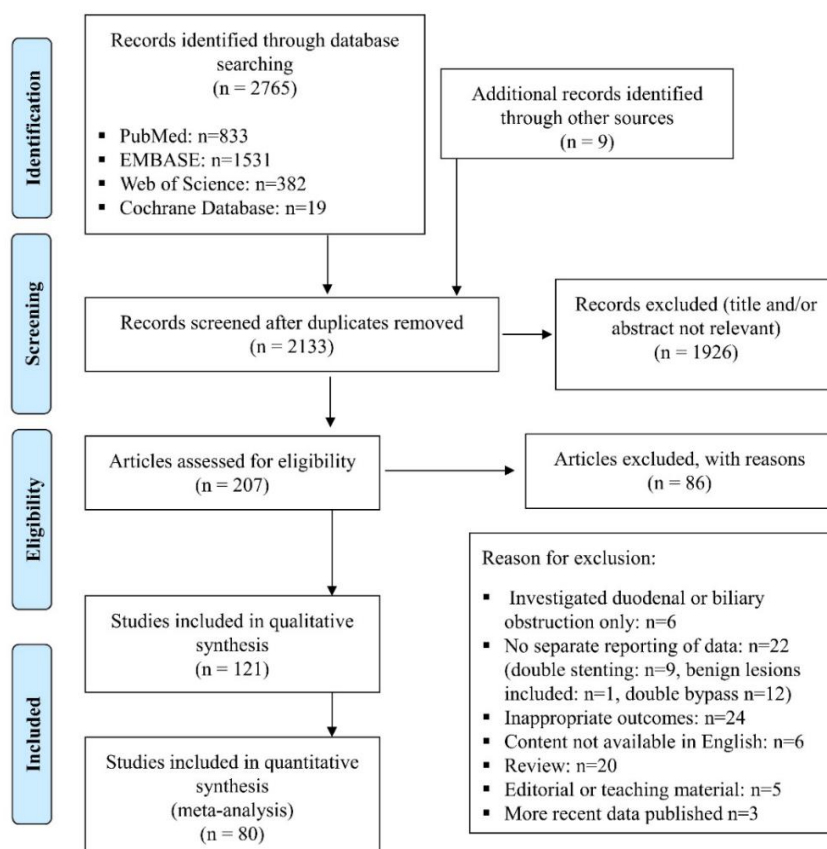 Identification
Records identified through database
searching
(n = 2765)
▪ PubMed: n=833
▪ EMBASE: n=1531
▪ Web of Science: n=382
▪ Cochrane Database: n=19
Additional records identified
through other sources
(n = 9)
Screening
Records screened after duplicates removed
(n = 2133)
Records excluded (title and/or
abstract not relevant)
(n = 1926)
Eligibility
Articles assessed for eligibility
(n = 207)
Articles excluded, with reasons
(n = 86)
Reason for exclusion:
▪ Investigated duodenal or biliary
obstruction only: n=6
▪ No separate reporting of data: n=22
(double stenting: n=9, benign lesions
included: n=1, double bypass n=12)
▪ Inappropriate outcomes: n=24
▪ Content not available in English: n=6
▪ Review: n=20
▪ Editorial or teaching material: n=5
▪ More recent data published n=3
Included
Studies included in qualitative
synthesis
(n = 121)
Studies included in quantitative
synthesis
(meta-analysis)
(n = 80)